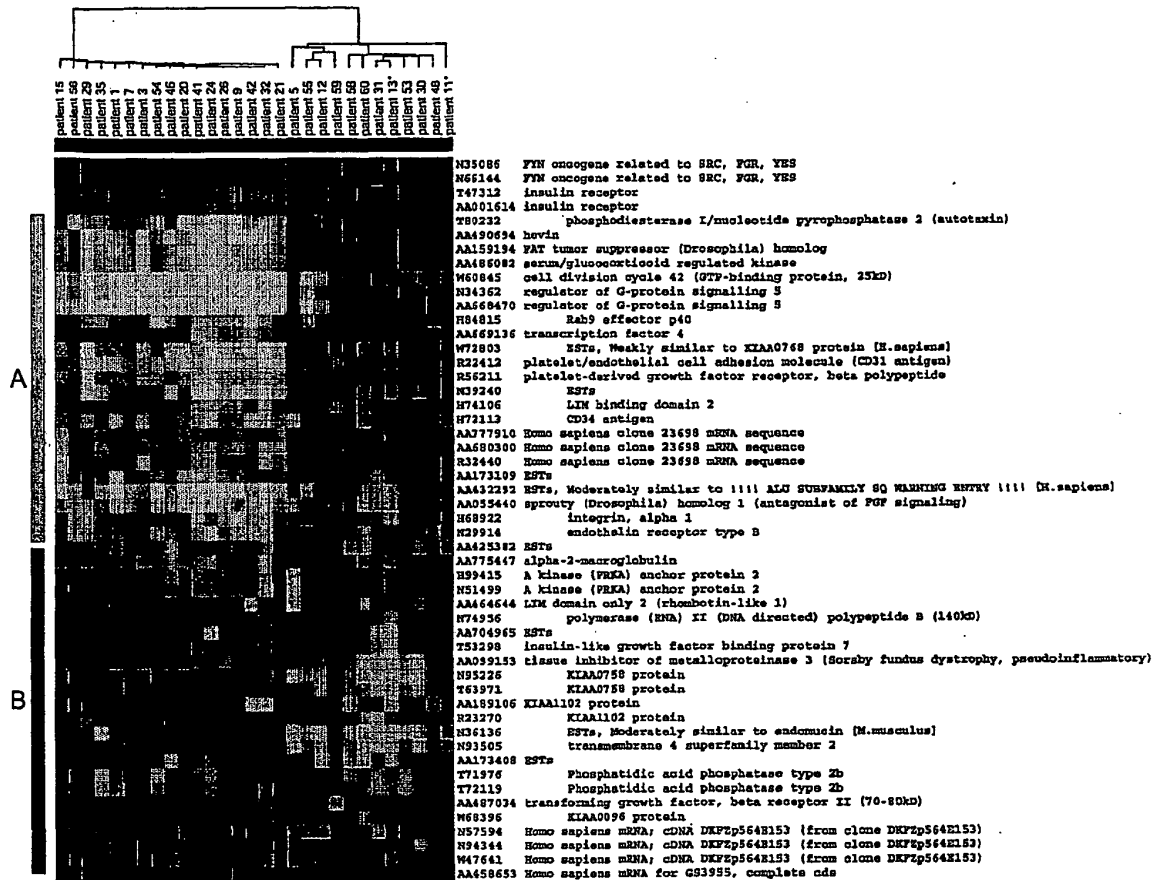 patient 15
patient 56
patient 29
patient 35
patient 1
patient 7
patient 3
patient 54
patient 46
patient 20
patient 41
patient 24
patient 26
patient 9
patient 42
patient 32
patient 21
patient 5
patient 55
patient 12
patient 59
patient 58
patient 60
patient 31
patient 13*
patient 53
patient 30
patient 48
patient 11*
N35086 FYN oncogene related to SRC, FGR, YES
N66144 FYN oncogene related to SRC, FGR, YES
T47312 insulin receptor
AA001614 insulin receptor
T80232 phosphodiesterase I/nucleotide pyrophosphatase 2 (autotaxin)
AA490694 hevin
AA159194 FAT tumor suppressor (Drosophila) homolog
AA486082 serum/glucocorticoid regulated kinase
W60845 cell division cycle 42 (GTP-binding protein, 25kD)
N34362 regulator of G-protein signalling 5
AA668470 regulator of G-protein signalling 5
H84815 Rab9 effector p40
AA669136 transcription factor 4
W72803 ESTs, Weakly similar to KIAA0768 protein [H.sapiens]
R22412 platelet/endothelial cell adhesion molecule (CD31 antigen)
R56211 platelet-derived growth factor receptor, beta polypeptide
N39240 ESTs
H74106 LIM binding domain 2
H72113 CD34 antigen
AA777910 Homo sapiens clone 23698 mRNA sequence
AA680300 Homo sapiens clone 23698 mRNA sequence
R32440 Homo sapiens clone 23698 mRNA sequence
AA173109 ESTs
AA432292 ESTs, Moderately similar to !!!! ALU SUBFAMILY SQ WARNING ENTRY !!!! [H.sapiens]
AA055440 sprouty (Drosophila) homolog 1 (antagonist of FGF signaling)
H68922 integrin, alpha 1
N29914 endothelin receptor type B
AA425382 ESTs
AA775447 alpha-2-macroglobulin
H99415 A kinase (PRKA) anchor protein 2
N51499 A kinase (PRKA) anchor protein 2
AA464644 LIM domain only 2 (rhombotin-like 1)
H74956 polymerase (RNA) II (DNA directed) polypeptide B (140kD)
AA704965 ESTs
T53298 insulin-like growth factor binding protein 7
AA099153 tissue inhibitor of metalloproteinase 3 (Sorsby fundus dystrophy, pseudoinflammatory)
N95226 KIAA0758 protein
T63971 KIAA0758 protein
AA189106 KIAA1102 protein
R23270 KIAA1102 protein
N36136 ESTs, Moderately similar to endomucin [M.musculus]
N93505 transmembrane 4 superfamily member 2
AA173408 ESTs
T71976 Phosphatidic acid phosphatase type 2b
T72119 Phosphatidic acid phosphatase type 2b
AA487034 transforming growth factor, beta receptor II (70-80kD)
W68396 KIAA0096 protein
N57594 Homo sapiens mRNA; cDNA DKFZp564E153 (from clone DKFZp564E153)
N94344 Homo sapiens mRNA; cDNA DKFZp564E153 (from clone DKFZp564E153)
W47641 Homo sapiens mRNA; cDNA DKFZp564E153 (from clone DKFZp564E153)
AA458653 Homo sapiens mRNA for GS3955, complete cds
A
B